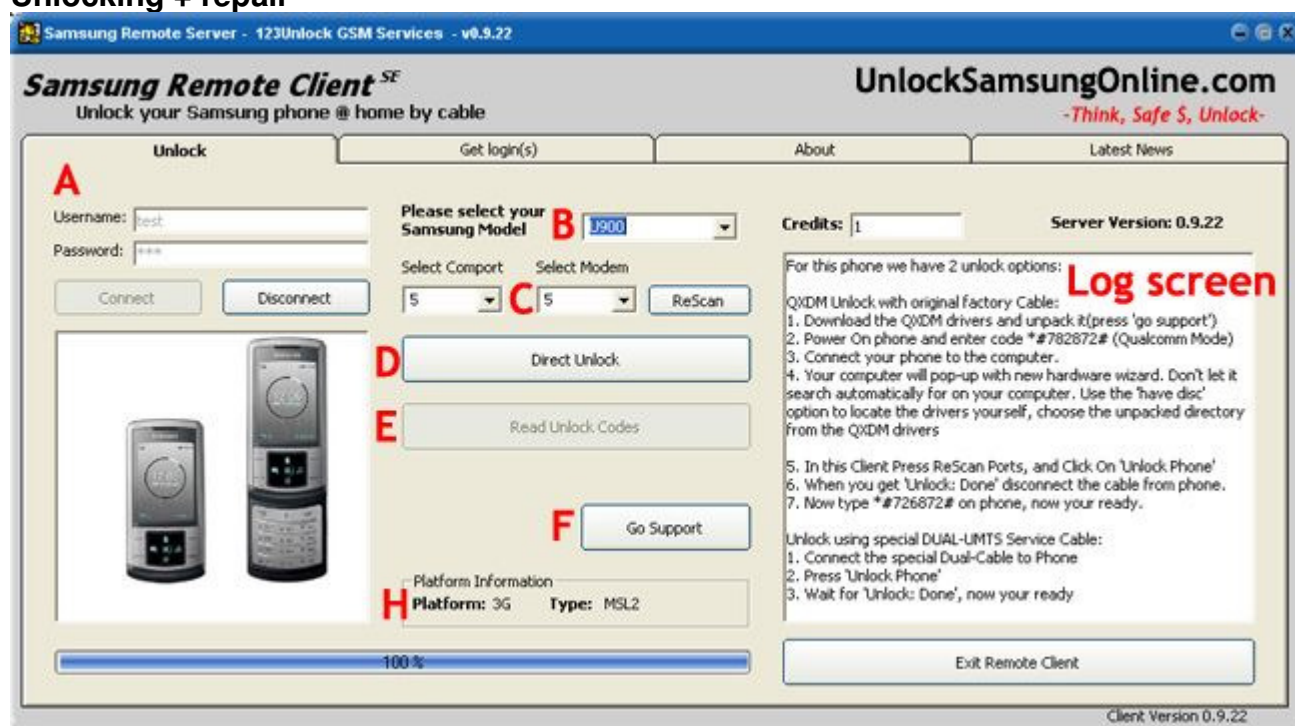 Unlocking + repair
Samsung Remote Server - 123Unlock GSM Services - v0.9.22
Samsung Remote Client SE
Unlock your Samsung phone @ home by cable
UnlockSamsungOnline.com
-Think, Safe $, Unlock-
Unlock
Get login(s)
About
Latest News
A
Username: test
Password: ***
Connect
Disconnect
Please select your
Samsung Model
B
U900
Select Comport
Select Modem
5
C
5
ReScan
D
Direct Unlock
E
Read Unlock Codes
F
Go Support
Platform Information
H
Platform: 3G Type: MSL2
100 %
Credits: 1
Server Version: 0.9.22
Log screen
For this phone we have 2 unlock options:
QXDM Unlock with original factory Cable:
1. Download the QXDM drivers and unpack it(press 'go support')
2. Power On phone and enter code *#782872# (Qualcomm Mode)
3. Connect your phone to the computer.
4. Your computer will pop-up with new hardware wizard. Don't let it
search automatically for on your computer. Use the 'have disc'
option to locate the drivers yourself, choose the unpacked directory
from the QXDM drivers
5. In this Client Press ReScan Ports, and Click On 'Unlock Phone'
6. When you get 'Unlock: Done' disconnect the cable from phone.
7. Now type *#726872# on phone, now your ready.
Unlock using special DUAL-UMTS Service Cable:
1. Connect the special Dual-Cable to Phone
2. Press 'Unlock Phone'
3. Wait for 'Unlock: Done', now your ready
Exit Remote Client
Client Version 0.9.22